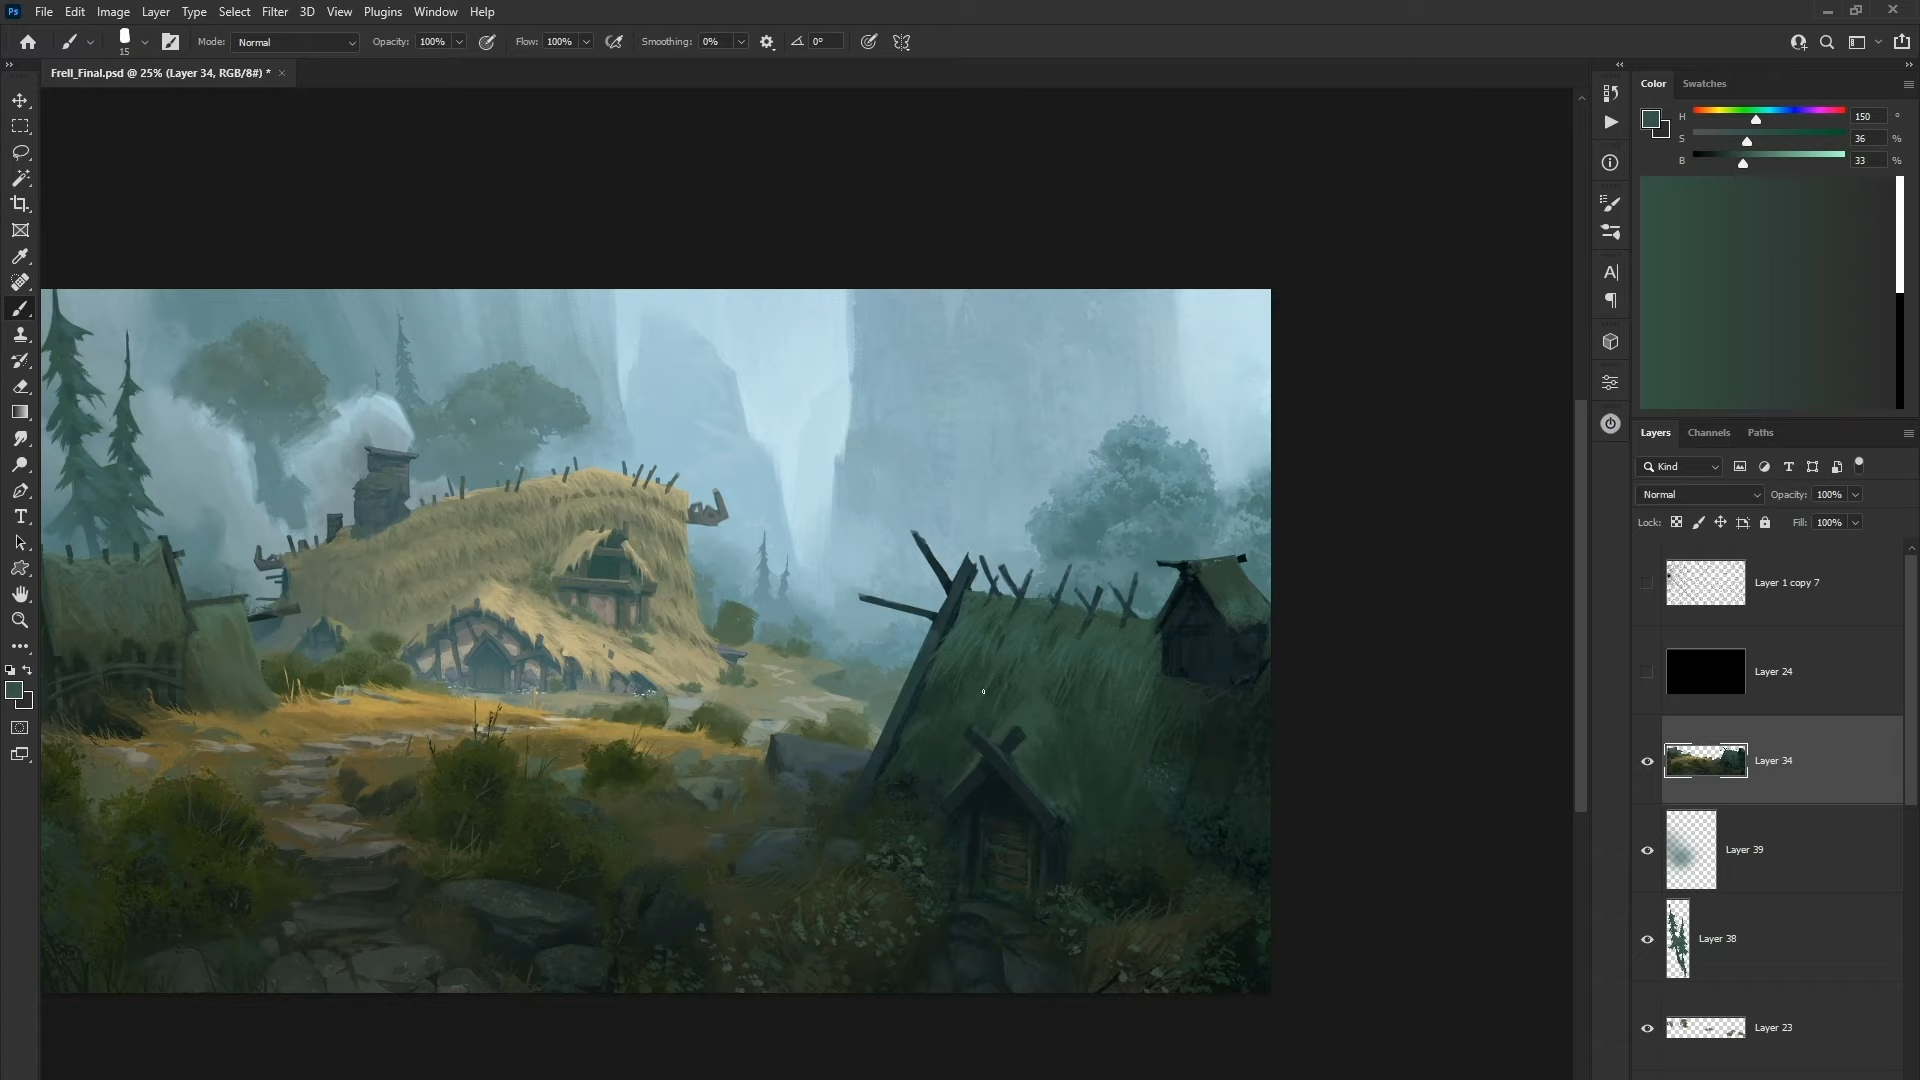 Ps File Edit Image Layer Type Select Filter 3D View Plugins Window Help
15 Mode: Normal Opacity: 100% Flow: 100% Smoothing: 0% 0°
Frell_Final.psd @ 25% (Layer 34, RGB/8#) * ×
Color Swatches
H 150 °
S 36 %
B 33 %
Layers Channels Paths
Kind
Normal Opacity: 100%
Lock: Fill: 100%
Layer 1 copy 7
Layer 24
Layer 34
Layer 39
Layer 38
Layer 23